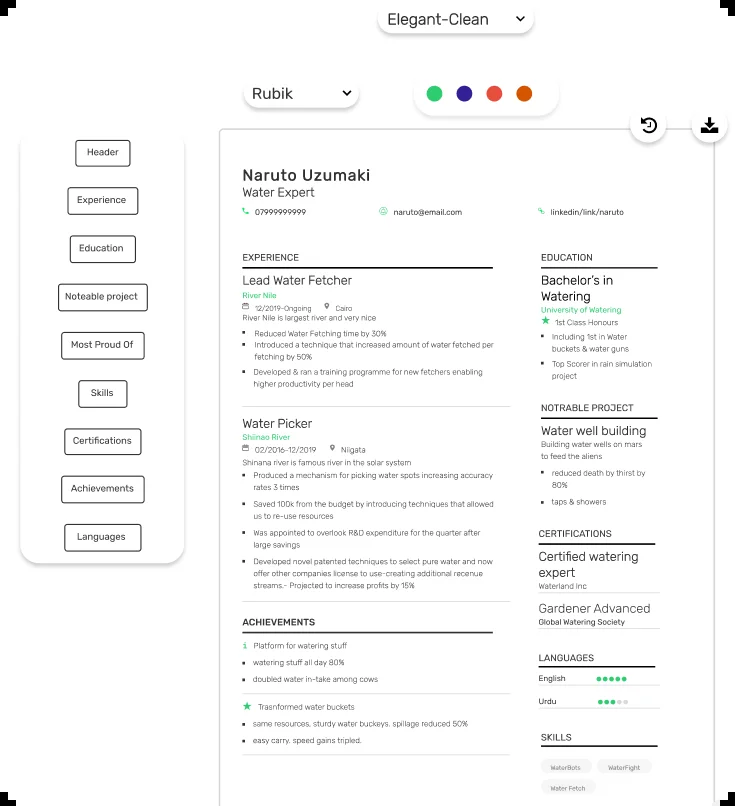 Elegant-Clean
Rubik
Header
Experience
Education
Noteable project
Most Proud Of
Skills
Certifications
Achievements
Languages
Naruto Uzumaki
Water Expert
07999999999
naruto@email.com
linkedin/link/naruto
EXPERIENCE
Lead Water Fetcher
River Nile
12/2019-Ongoing
Cairo
River Nile is largest river and very nice
Reduced Water Fetching time by 30%
Introduced a technique that increased amount of water fetched per
fetching by 50%
Developed & ran a training programme for new fetchers enabling
higher productivity per head
Water Picker
Shiinao River
02/2016-12/2019
Niigata
Shinana river is famous river in the solar system
Produced a mechanism for picking water spots increasing accuracy
rates 3 times
Saved 100k from the budget by introducing techniques that allowed
us to re-use resources
Was appointed to overlook R&D expenditure for the quarter after
large savings
Developed novel patented techniques to select pure water and now
offer other companies license to use-creating additional recenue
streams.- Projected to increase profits by 15%
ACHIEVEMENTS
Platform for watering stuff
watering stuff all day 80%
doubled water in-take among cows
Trasnformed water buckets
same resources, sturdy water buckeys. spillage reduced 50%
easy carry. speed gains tripled.
EDUCATION
Bachelor's in
Watering
University of Watering
1st Class Honours
Including 1st in Water
buckets & water guns
Top Scorer in rain simulation
project
NOTRABLE PROJECT
Water well building
Building water wells on mars
to feed the aliens
reduced death by thirst by
80%
taps & showers
CERTIFICATIONS
Certified watering
expert
Waterland Inc
Gardener Advanced
Global Watering Society
LANGUAGES
English
Urdu
SKILLS
WaterBots
WaterFight
Water Fetch